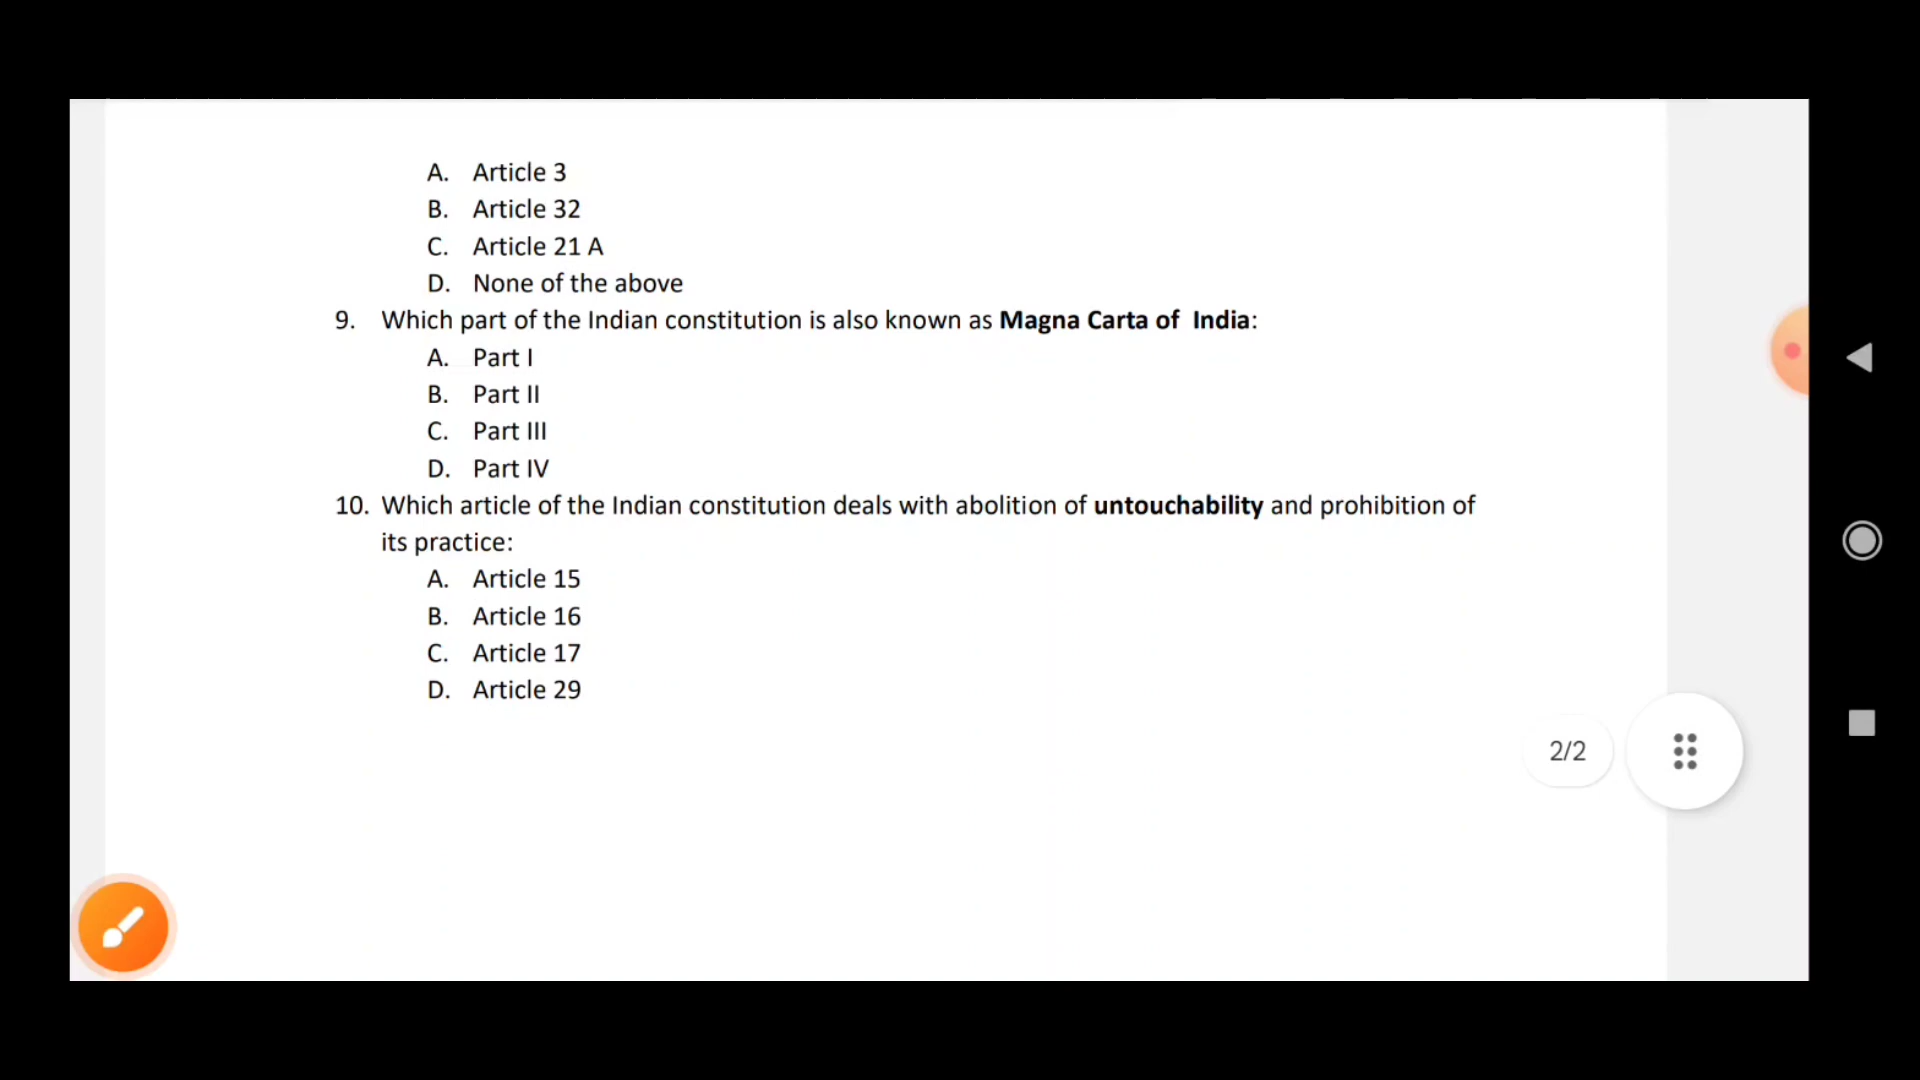 A. Article 3
B. Article 32
C. Article 21 A
D. None of the above
9. Which part of the Indian constitution is also known as Magna Carta of  India:
A. Part I
B. Part II
C. Part III
D. Part IV
10. Which article of the Indian constitution deals with abolition of untouchability and prohibition of
its practice:
A. Article 15
B. Article 16
C. Article 17
D. Article 29
2/2